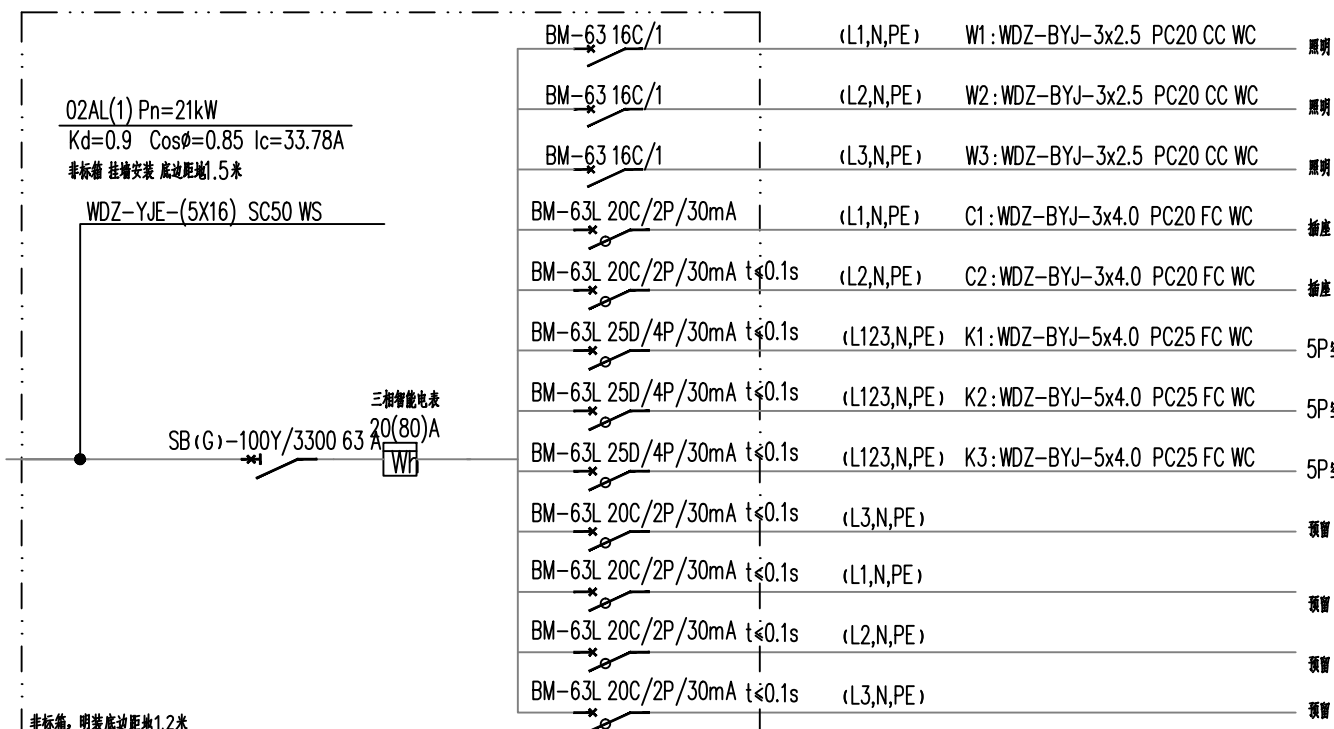 BM-63 16C/1 (L1,N,PE) W1:WDZ-BYJ-3x2.5 PC20 CC WC 照明
BM-63 16C/1 (L2,N,PE) W2:WDZ-BYJ-3x2.5 PC20 CC WC 照明
BM-63 16C/1 (L3,N,PE) W3:WDZ-BYJ-3x2.5 PC20 CC WC 照明
02AL(1) Pn=21kW
Kd=0.9 Cosø=0.85 Ic=33.78A
非标箱 挂墙安装 底边距地1.5米
WDZ-YJE-(5X16) SC50 WS
BM-63L 20C/2P/30mA (L1,N,PE) C1:WDZ-BYJ-3x4.0 PC20 FC WC 插座
BM-63L 20C/2P/30mA t≤0.1s (L2,N,PE) C2:WDZ-BYJ-3x4.0 PC20 FC WC 插座
BM-63L 25D/4P/30mA t≤0.1s (L123,N,PE) K1:WDZ-BYJ-5x4.0 PC25 FC WC 5P
BM-63L 25D/4P/30mA t≤0.1s (L123,N,PE) K2:WDZ-BYJ-5x4.0 PC25 FC WC 5P
BM-63L 25D/4P/30mA t≤0.1s (L123,N,PE) K3:WDZ-BYJ-5x4.0 PC25 FC WC 5P
三相智能电表
20(80)A
SB(G)-100Y/3300 63 A
Wh
BM-63L 20C/2P/30mA t≤0.1s (L3,N,PE) 预留
BM-63L 20C/2P/30mA t≤0.1s (L1,N,PE) 预留
BM-63L 20C/2P/30mA t≤0.1s (L2,N,PE) 预留
BM-63L 20C/2P/30mA t≤0.1s (L3,N,PE) 预留
非标箱，明装底边距地1.2米